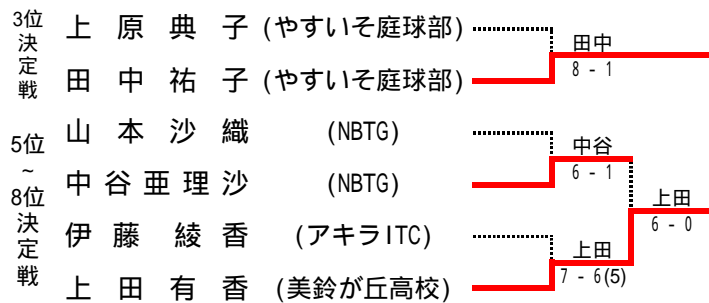 3位決定戦
上原典子 (やすいそ庭球部)
田中祐子 (やすいそ庭球部)
田中
8 - 1
5位~8位決定戦
山本沙織 (NBTG)
中谷亜理沙 (NBTG)
伊藤綾香 (アキラITC)
上田有香 (美鈴が丘高校)
中谷
6 - 1
上田
7 - 6(5)
上田
6 - 0